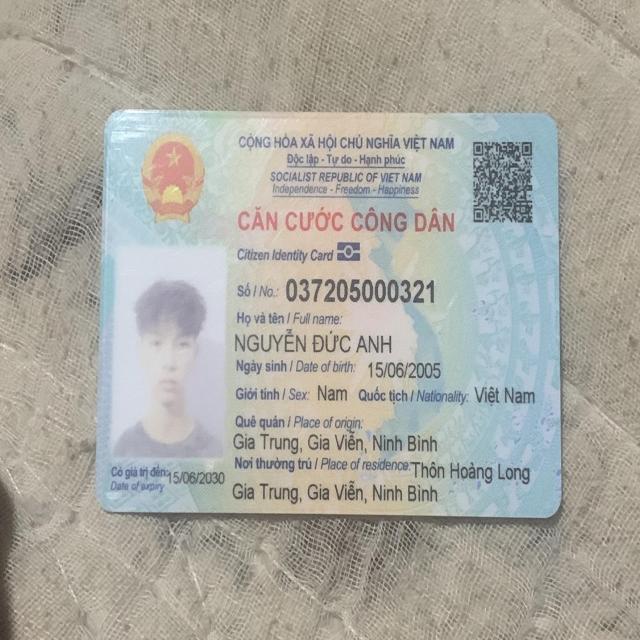 CỘNG HÒA XÃ HỘI CHỦ NGHĨA VIỆT NAM
Độc lập - Tự do - Hạnh phúc
SOCIALIST REPUBLIC OF VIET NAM
Independence - Freedom - Happiness
CĂN CƯỚC CÔNG DÂN
Citizen Identity Card
Số / No.: 037205000321
Họ và tên / Full name:
NGUYỄN ĐỨC ANH
Ngày sinh / Date of birth: 15/06/2005
Giới tính / Sex: Nam Quốc tịch / Nationality: Việt Nam
Quê quán / Place of origin:
Gia Trung, Gia Viễn, Ninh Bình
Nơi thường trú / Place of residence: Thôn Hoàng Long
Gia Trung, Gia Viễn, Ninh Bình
Có giá trị đến: 15/06/2030
Date of expiry